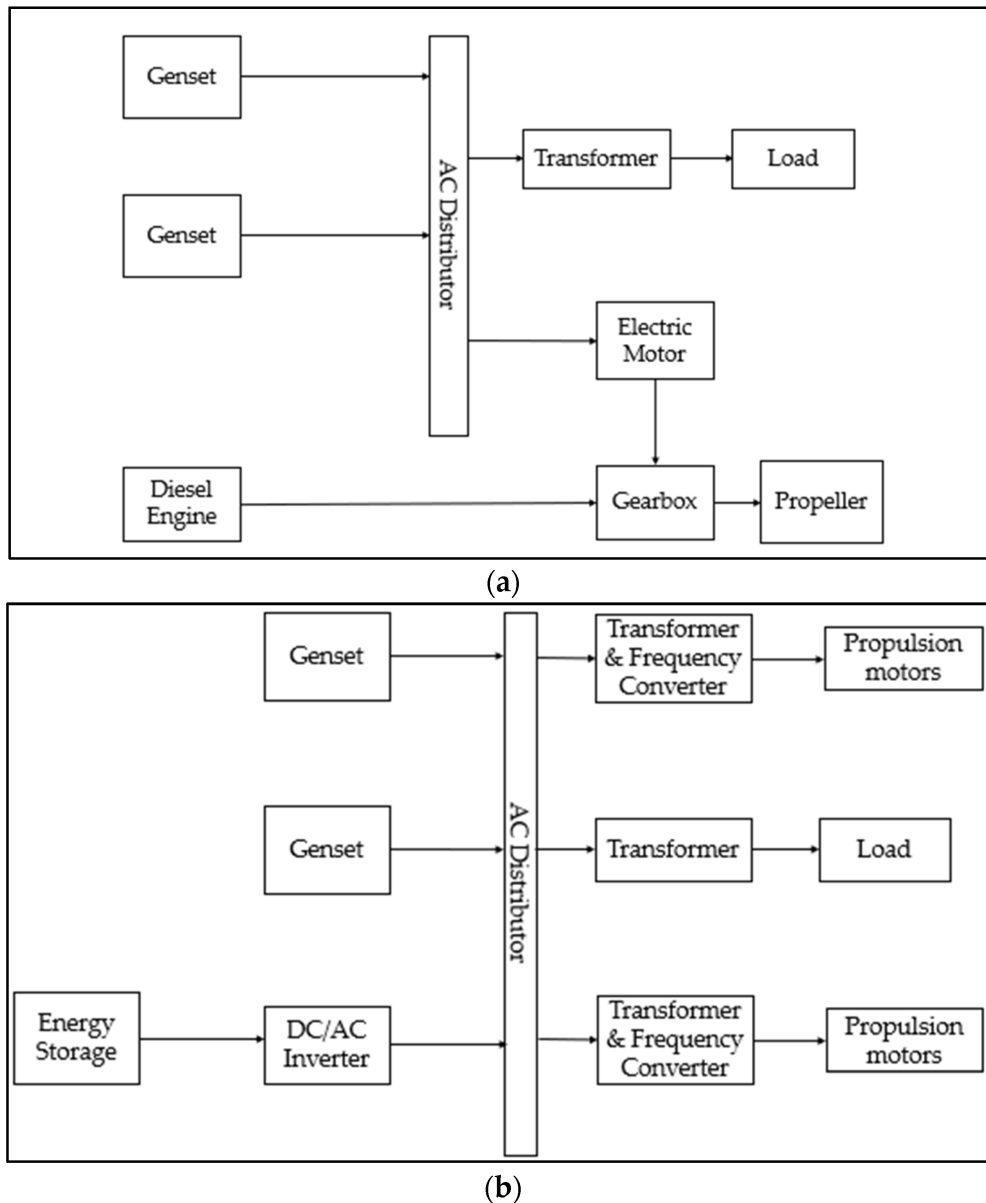 Genset
Transformer
Load
Genset
AC Distributor
Electric
Motor
Diesel
Engine
Gearbox
Propeller
(a)
Genset
Transformer
& Frequency
Converter
Propulsion
motors
Genset
AC Distributor
Transformer
Load
Energy
Storage
DC/AC
Inverter
Transformer
& Frequency
Converter
Propulsion
motors
(b)